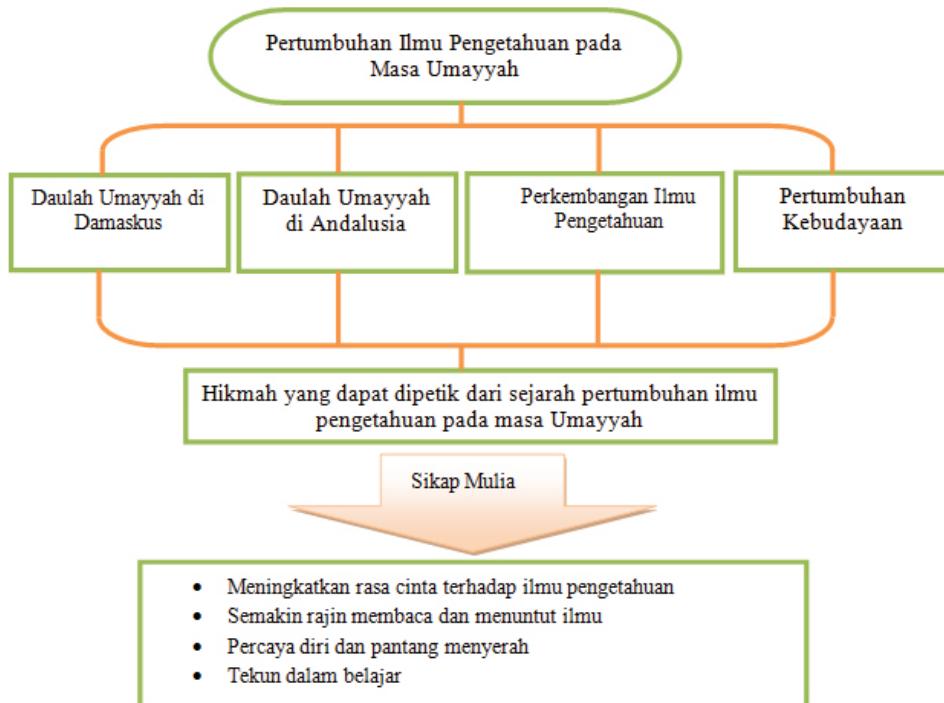 Pertumbuhan Ilmu Pengetahuan pada
Masa Umayyah
Daulah Umayyah di
Damaskus
Daulah Umayyah
di Andalusia
Perkembangan Ilmu
Pengetahuan
Pertumbuhan
Kebudayaan
Hikmah yang dapat dipetik dari sejarah pertumbuhan ilmu
pengetahuan pada masa Umayyah
Sikap Mulia
• Meningkatkan rasa cinta terhadap ilmu pengetahuan
• Semakin rajin membaca dan menuntut ilmu
• Percaya diri dan pantang menyerah
• Tekun dalam belajar